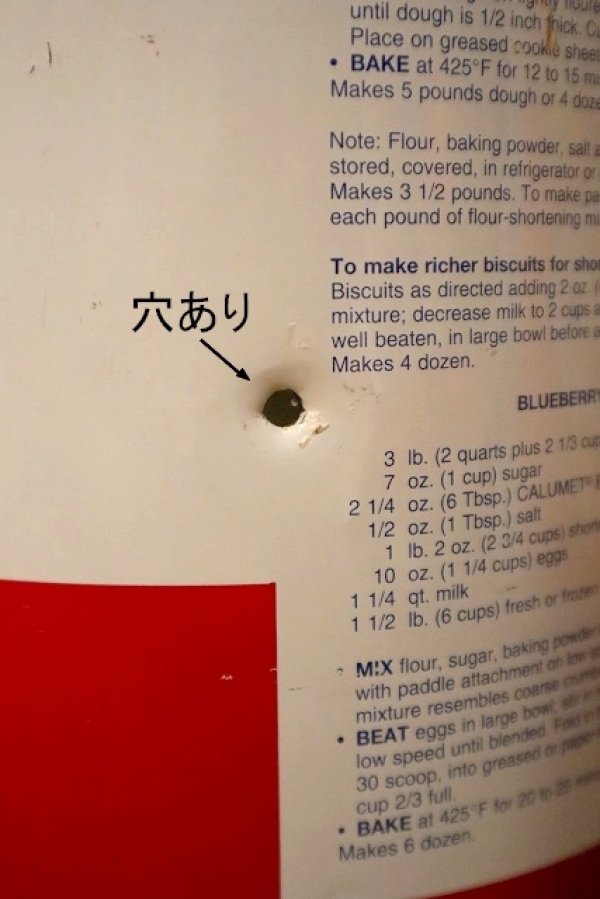 until dough is 1/2 inch thick.
Place on greased cookie sheet
• BAKE at 425°F for 12 to 15
Makes 5 pounds dough or 4
Note: Flour, baking powder, salt
stored, covered, in refrigerator or
Makes 3 1/2 pounds. To make
each pound of flour-shortening
To make richer biscuits for
Biscuits as directed adding 2 oz.
mixture; decrease milk to 2 cups
well beaten, in large bowl before
Makes 4 dozen.
穴あり
BLUEBERRY
3 lb. (2 quarts plus 2 1/3
7 oz. (1 cup) sugar
2 1/4 oz. (6 Tbsp.) CALUMET®
1/2 oz. (1 Tbsp.) salt
1 lb. 2 oz. (2 3/4 cups)
10 oz. (1 1/4 cups) eggs
1 1/4 qt. milk
1 1/2 lb. (6 cups) fresh or frozen
MIX flour, sugar, baking powder
with paddle attachment on low
mixture resembles coarse
• BEAT eggs in large bowl,
low speed until blended. Fold in
30 scoop, into greased or
cup 2/3 full.
• BAKE at 425°F for 20 to 25
Makes 6 dozen.